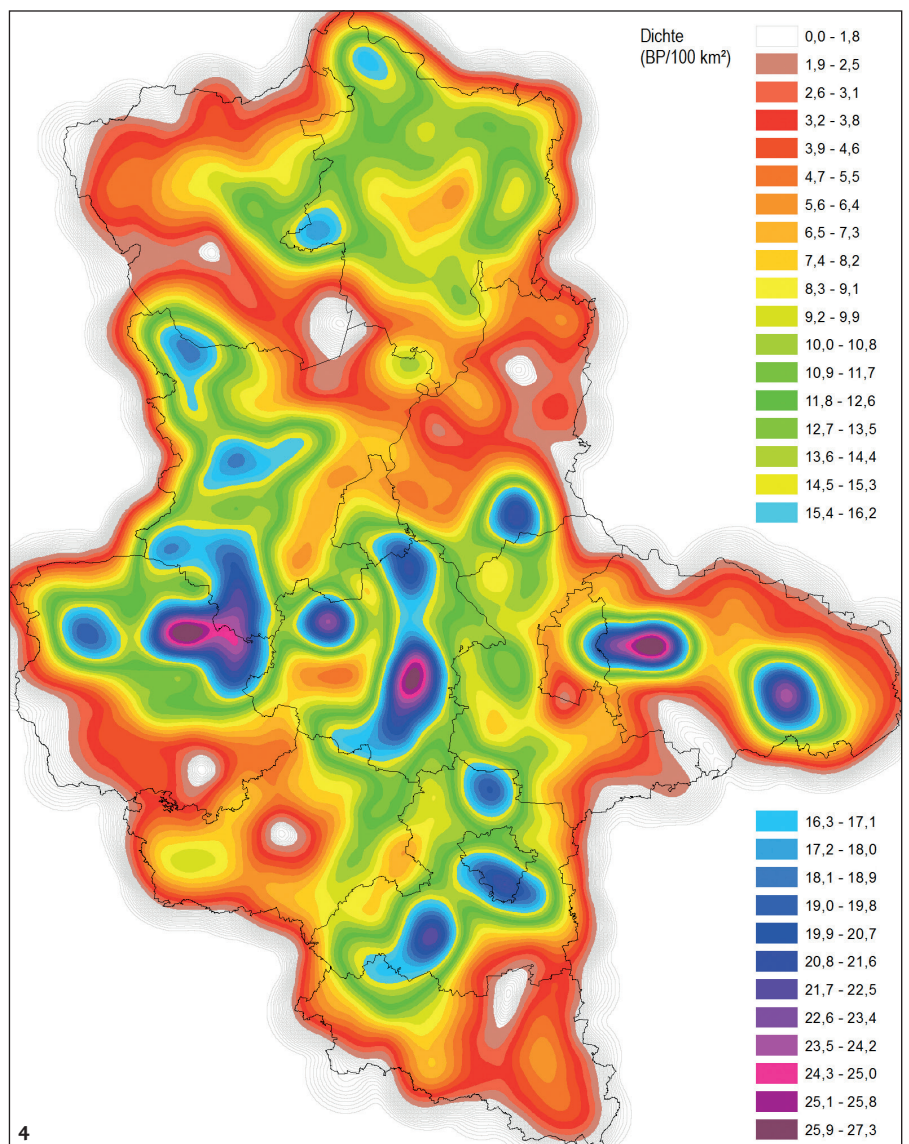 Dichte
(BP/100 km²)
0,0 - 1,8
1,9 - 2,5
2,6 - 3,1
3,2 - 3,8
3,9 - 4,6
4,7 - 5,5
5,6 - 6,4
6,5 - 7,3
7,4 - 8,2
8,3 - 9,1
9,2 - 9,9
10,0 - 10,8
10,9 - 11,7
11,8 - 12,6
12,7 - 13,5
13,6 - 14,4
14,5 - 15,3
15,4 - 16,2
16,3 - 17,1
17,2 - 18,0
18,1 - 18,9
19,0 - 19,8
19,9 - 20,7
20,8 - 21,6
21,7 - 22,5
22,6 - 23,4
23,5 - 24,2
24,3 - 25,0
25,1 - 25,8
25,9 - 27,3
4